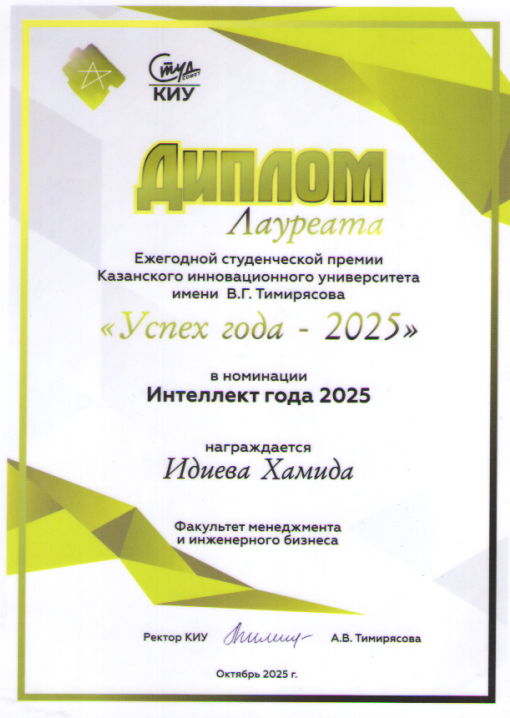 Студ
СОВЕТ
КИУ
Диплом
Лауреата
Ежегодной студенческой премии
Казанского инновационного университета
имени В.Г. Тимирясова
«Успех года - 2025»
в номинации
Интеллект года 2025
награждается
Идиева Хамида
Факультет менеджмента
и инженерного бизнеса
Ректор КИУ А.В. Тимирясова
Октябрь 2025 г.